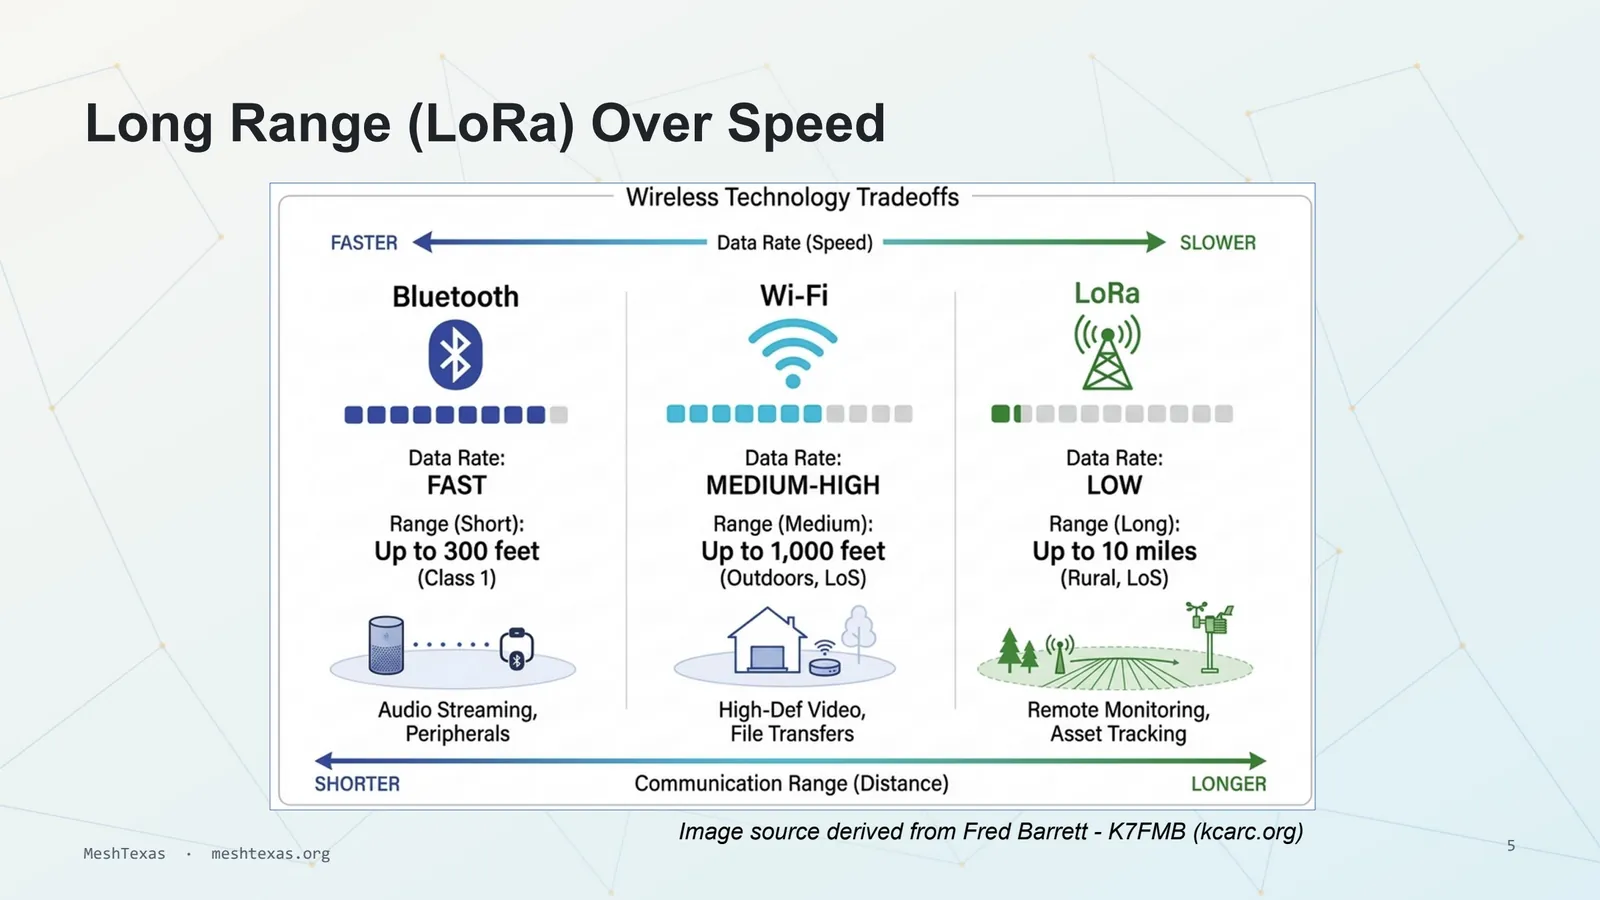 Long Range (LoRa) Over Speed
Wireless Technology Tradeoffs
FASTER Data Rate (Speed) SLOWER
Bluetooth
Data Rate:
FAST
Range (Short):
Up to 300 feet
(Class 1)
Audio Streaming,
Peripherals
Wi-Fi
Data Rate:
MEDIUM-HIGH
Range (Medium):
Up to 1,000 feet
(Outdoors, LoS)
High-Def Video,
File Transfers
LoRa
Data Rate:
LOW
Range (Long):
Up to 10 miles
(Rural, LoS)
Remote Monitoring,
Asset Tracking
SHORTER Communication Range (Distance) LONGER
Image source derived from Fred Barrett - K7FMB (kcarc.org)
MeshTexas · meshtexas.org
5